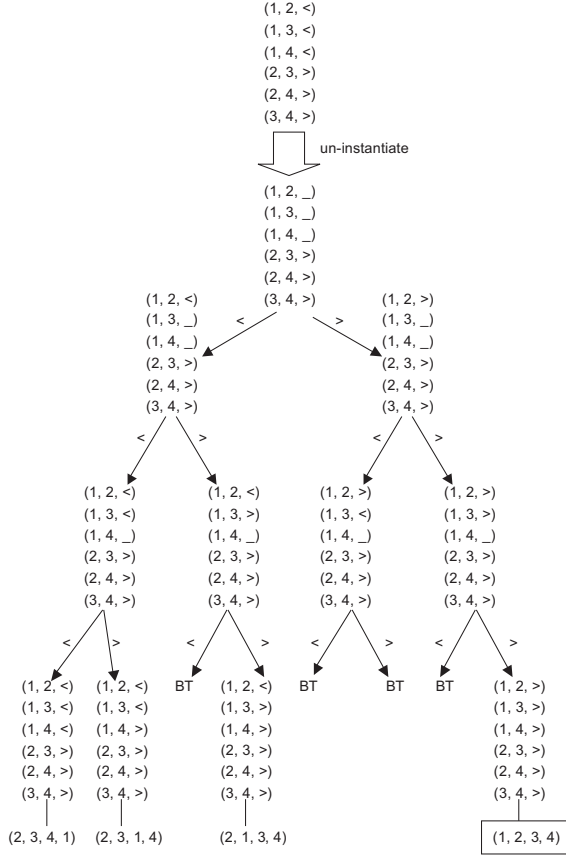 (1, 2, <)
(1, 3, <)
(1, 4, <)
(2, 3, >)
(2, 4, >)
(3, 4, >)
un-instantiate
(1, 2, _)
(1, 3, _)
(1, 4, _)
(2, 3, >)
(2, 4, >)
(3, 4, >)
< >
(1, 2, <)
(1, 3, _)
(1, 4, _)
(2, 3, >)
(2, 4, >)
(3, 4, >)
(1, 2, >)
(1, 3, _)
(1, 4, _)
(2, 3, >)
(2, 4, >)
(3, 4, >)
< > < >
(1, 2, <)
(1, 3, <)
(1, 4, _)
(2, 3, >)
(2, 4, >)
(3, 4, >)
(1, 2, <)
(1, 3, >)
(1, 4, _)
(2, 3, >)
(2, 4, >)
(3, 4, >)
(1, 2, >)
(1, 3, <)
(1, 4, _)
(2, 3, >)
(2, 4, >)
(3, 4, >)
(1, 2, >)
(1, 3, >)
(1, 4, _)
(2, 3, >)
(2, 4, >)
(3, 4, >)
< > < > < > < >
(1, 2, <)
(1, 3, <)
(1, 4, <)
(2, 3, >)
(2, 4, >)
(3, 4, >)
(1, 2, <)
(1, 3, <)
(1, 4, >)
(2, 3, >)
(2, 4, >)
(3, 4, >)
BT
(1, 2, <)
(1, 3, >)
(1, 4, >)
(2, 3, >)
(2, 4, >)
(3, 4, >)
BT
BT
BT
(1, 2, >)
(1, 3, >)
(1, 4, >)
(2, 3, >)
(2, 4, >)
(3, 4, >)
(2, 3, 4, 1) (2, 3, 1, 4) (2, 1, 3, 4) (1, 2, 3, 4)